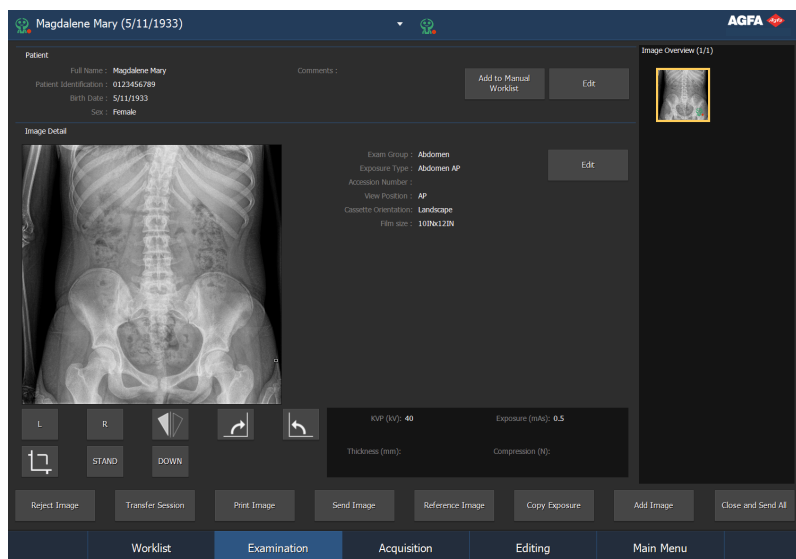 Magdalene Mary (5/11/1933)
AGFA
Patient
Full Name : Magdalene Mary
Patient Identification : 0123456789
Birth Date : 5/11/1933
Sex : Female
Comments :
Add to Manual
Worklist
Edit
Image Overview (1/1)
Image Detail
Exam Group : Abdomen
Exposure Type : Abdomen AP
Accession Number :
View Position : AP
Cassette Orientation: Landscape
Film size : 10INx12IN
Edit
L
R
STAND
DOWN
KVP (kV): 40
Exposure (mAs): 0.5
Thickness (mm):
Compression (N):
Reject Image
Transfer Session
Print Image
Send Image
Reference Image
Copy Exposure
Add Image
Close and Send All
Worklist
Examination
Acquisition
Editing
Main Menu